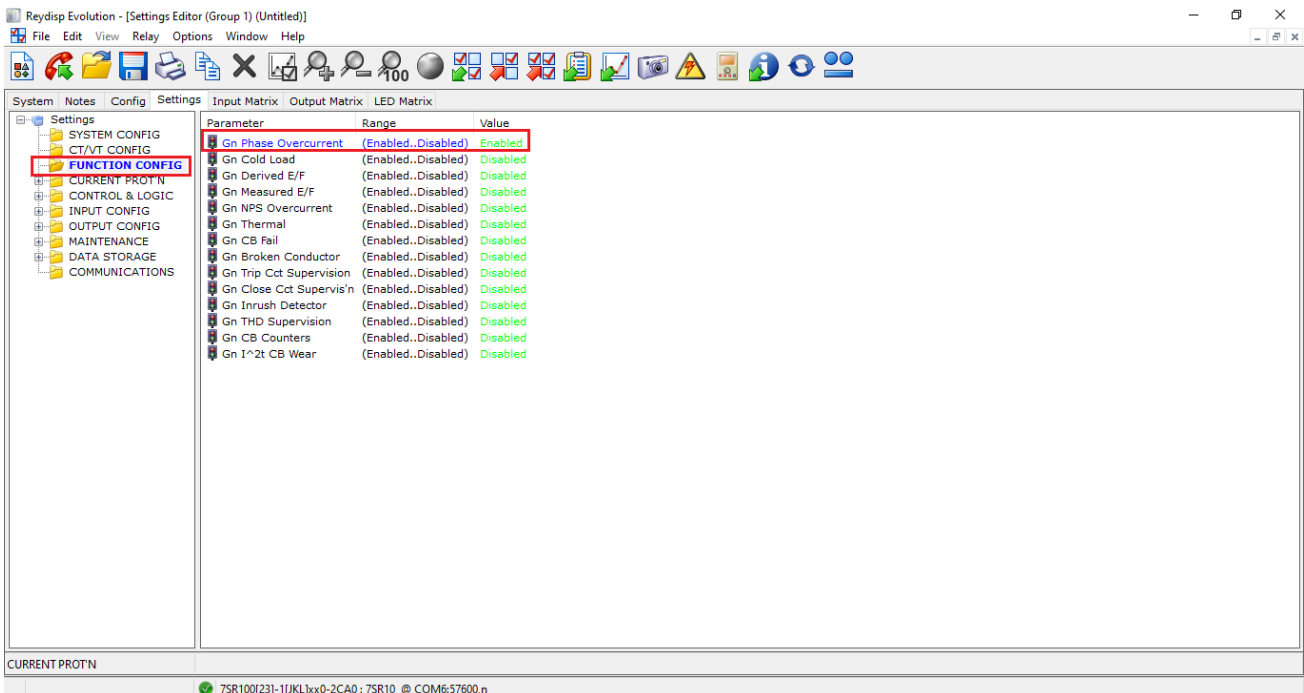 Reydisp Evolution - [Settings Editor (Group 1) (Untitled)]
File Edit View Relay Options Window Help
100
System Notes Config Settings Input Matrix Output Matrix LED Matrix
Settings
SYSTEM CONFIG
CT/VT CONFIG
FUNCTION CONFIG
CURRENT PROT'N
CONTROL & LOGIC
INPUT CONFIG
OUTPUT CONFIG
MAINTENANCE
DATA STORAGE
COMMUNICATIONS
Parameter Range Value
Gn Phase Overcurrent (Enabled..Disabled) Enabled
Gn Cold Load (Enabled..Disabled) Disabled
Gn Derived E/F (Enabled..Disabled) Disabled
Gn Measured E/F (Enabled..Disabled) Disabled
Gn NPS Overcurrent (Enabled..Disabled) Disabled
Gn Thermal (Enabled..Disabled) Disabled
Gn CB Fail (Enabled..Disabled) Disabled
Gn Broken Conductor (Enabled..Disabled) Disabled
Gn Trip Cct Supervision (Enabled..Disabled) Disabled
Gn Close Cct Supervis'n (Enabled..Disabled) Disabled
Gn Inrush Detector (Enabled..Disabled) Disabled
Gn THD Supervision (Enabled..Disabled) Disabled
Gn CB Counters (Enabled..Disabled) Disabled
Gn I^2t CB Wear (Enabled..Disabled) Disabled
CURRENT PROT'N
7SR100[23]-1[JKL]xx0-2CA0 : 7SR10 @ COM6:57600,n